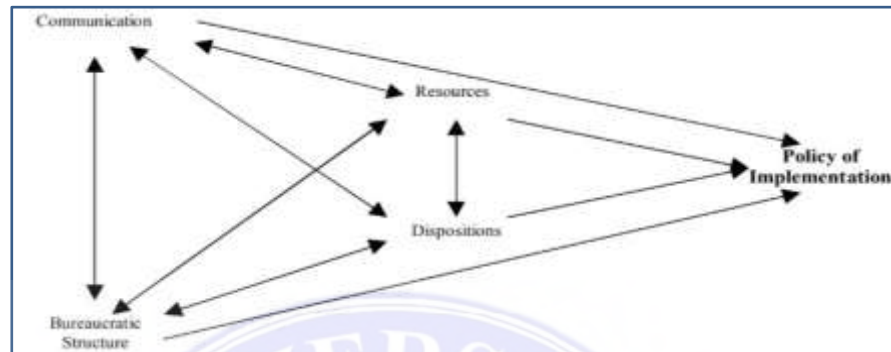 Communication
Resources
Policy of
Implementation
Dispositions
Bureaucratic
Structure